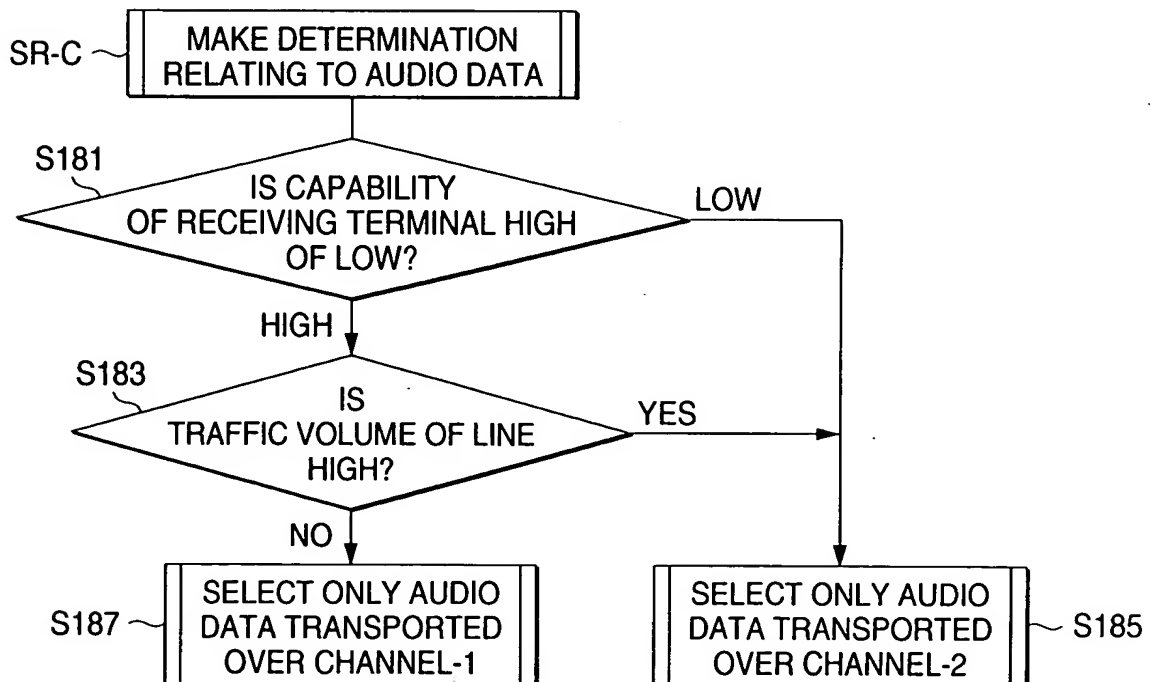 SR-C
MAKE DETERMINATION
RELATING TO AUDIO DATA
S181
IS CAPABILITY
OF RECEIVING TERMINAL HIGH
OF LOW?
LOW
HIGH
S183
IS
TRAFFIC VOLUME OF LINE
HIGH?
YES
NO
S187
SELECT ONLY AUDIO
DATA TRANSPORTED
OVER CHANNEL-1
SELECT ONLY AUDIO
DATA TRANSPORTED
OVER CHANNEL-2
S185